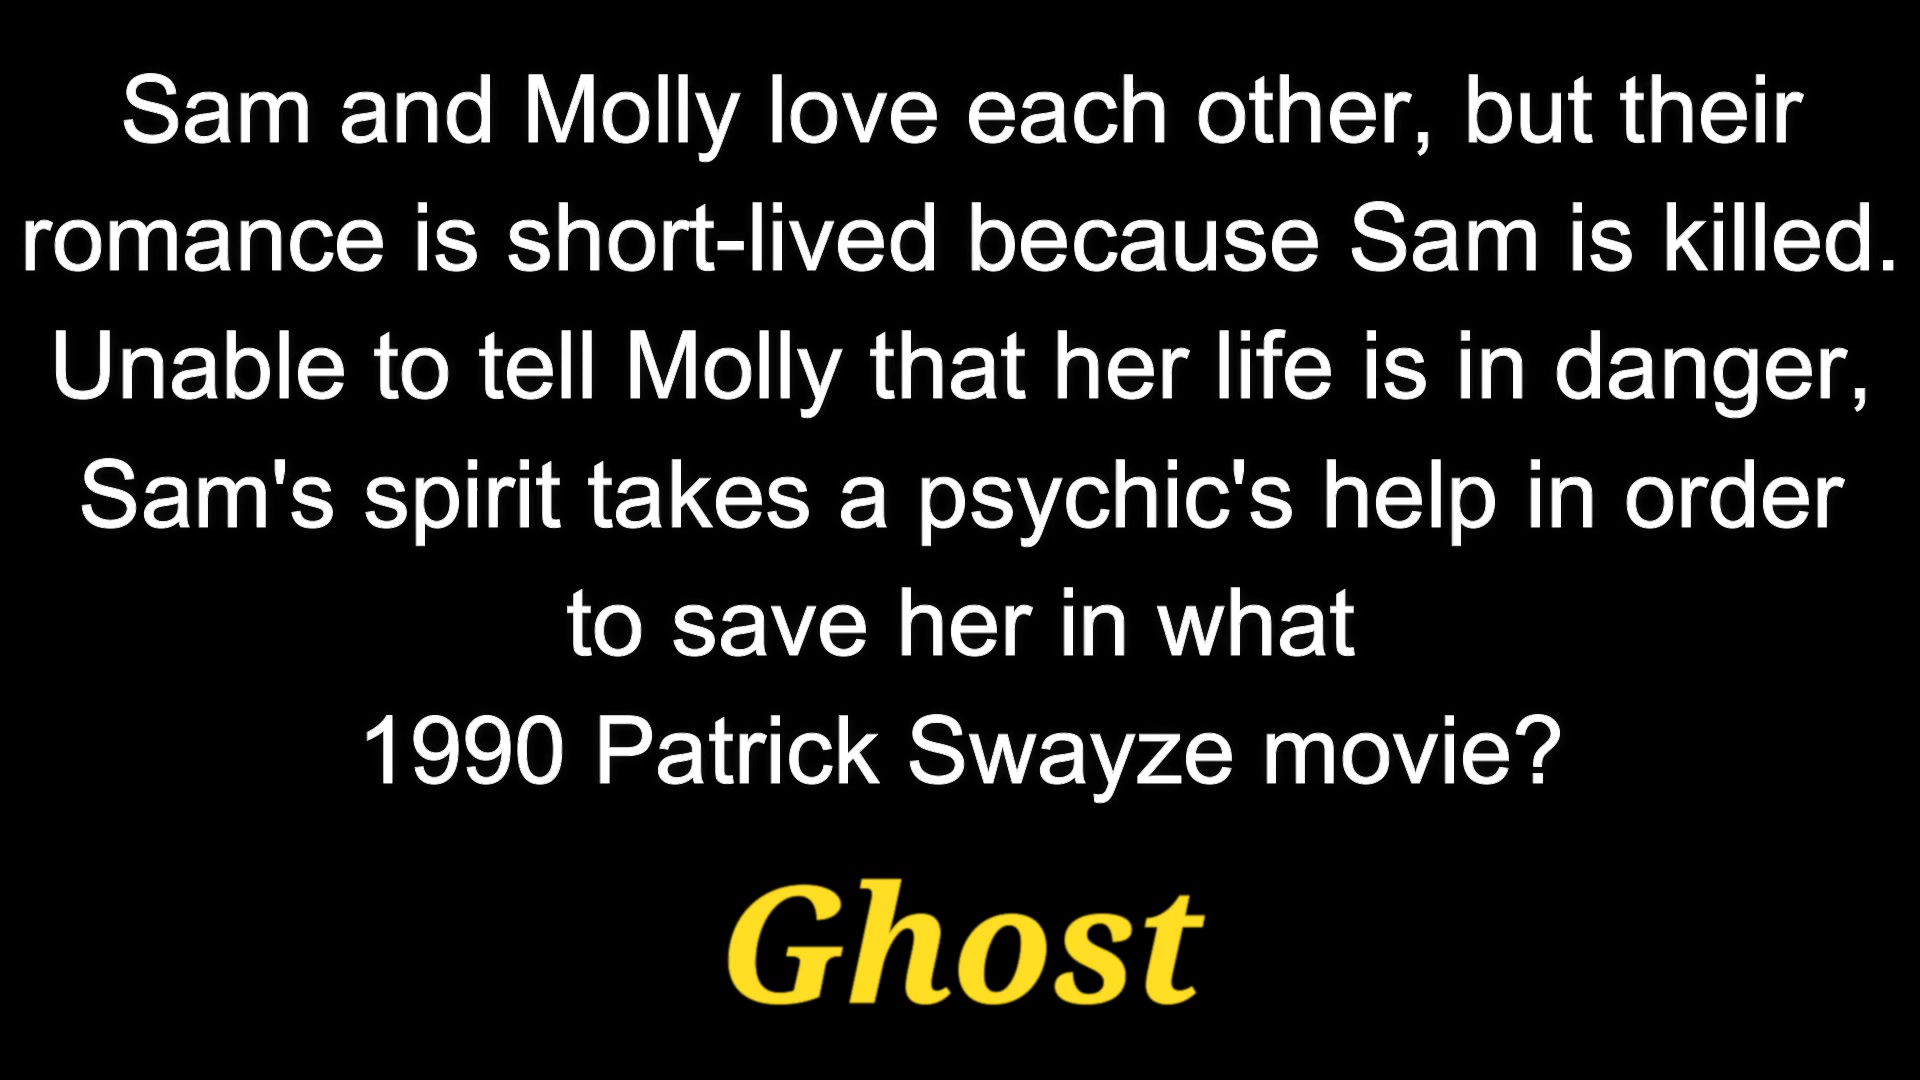 Sam and Molly love each other, but their
romance is short-lived because Sam is killed.
Unable to tell Molly that her life is in danger,
Sam's spirit takes a psychic's help in order
to save her in what
1990 Patrick Swayze movie?
Ghost